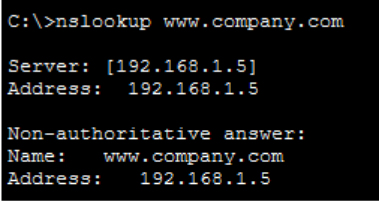 C:\>nslookup www.company.com
Server: [192.168.1.5]
Address:  192.168.1.5
Non-authoritative answer:
Name:   www.company.com
Address:   192.168.1.5